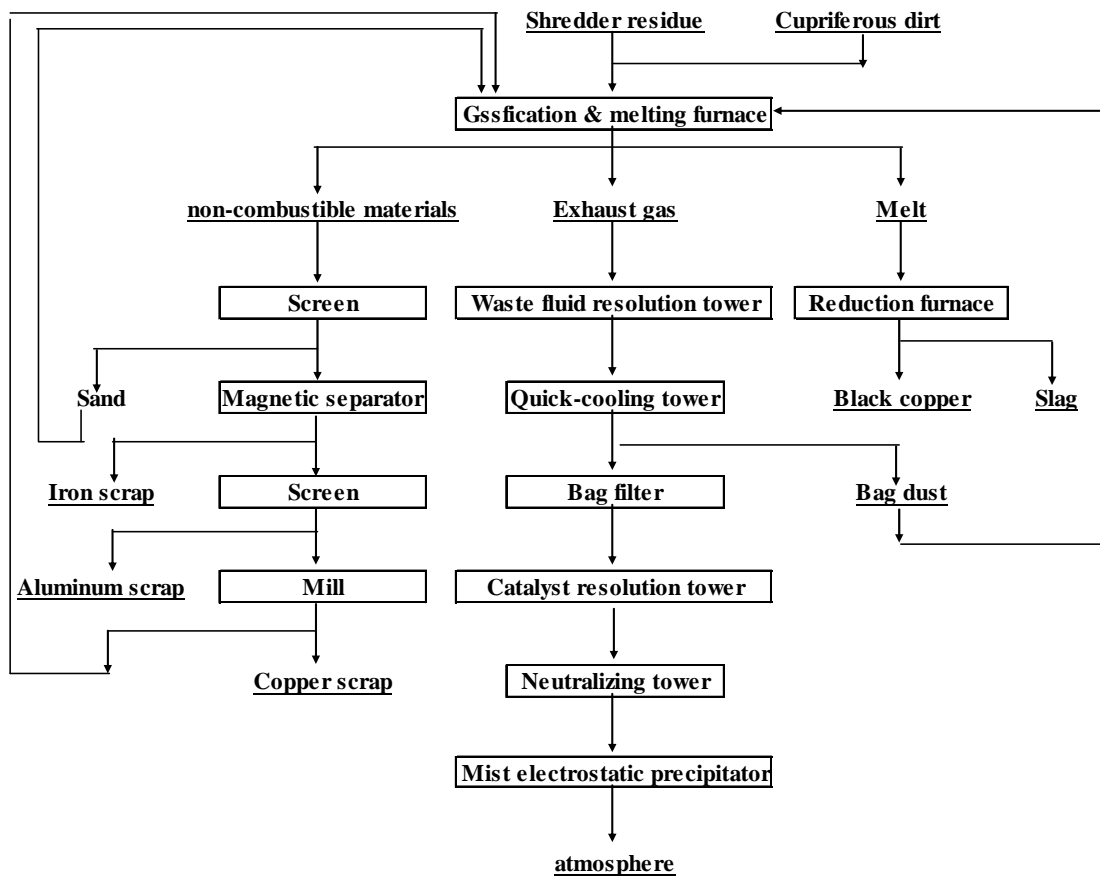 Shredder residue
Cupriferous dirt
Gssfication & melting furnace
non-combustible materials
Exhaust gas
Melt
Screen
Waste fluid resolution tower
Reduction furnace
Sand
Magnetic separator
Quick-cooling tower
Black copper
Slag
Iron scrap
Screen
Bag filter
Bag dust
Aluminum scrap
Mill
Catalyst resolution tower
Copper scrap
Neutralizing tower
Mist electrostatic precipitator
atmosphere